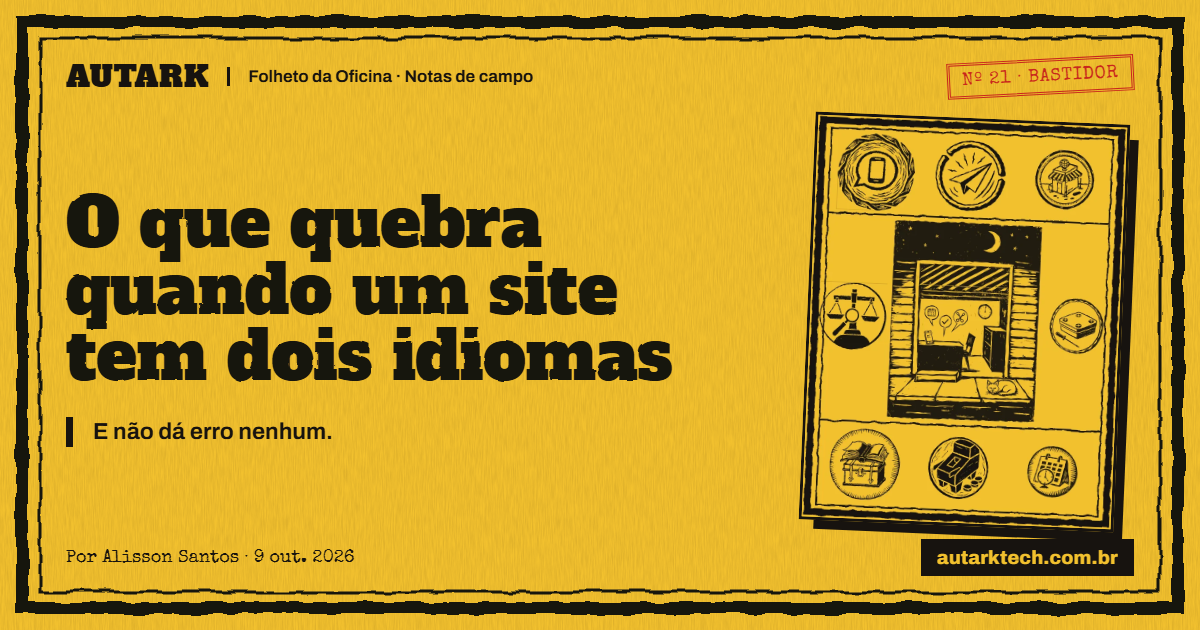 AUTARK
Folheto da Oficina · Notas de campo
Nº 21 · BASTIDOR
O que quebra
quando um site
tem dois idiomas
E não dá erro nenhum.
Por Alisson Santos · 9 out. 2026
autarktech.com.br